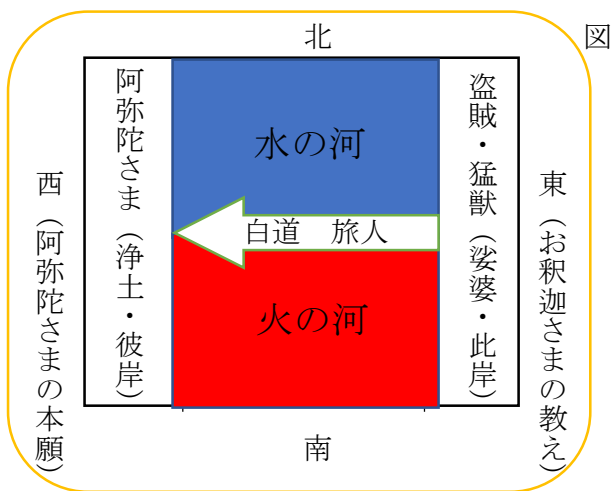 図
北
東（お釈迦さまの教え）
盗賊・猛獣（娑婆・此岸）
水の河
白道　旅人
火の河
阿弥陀さま（浄土・彼岸）
西（阿弥陀さまの本願）
南